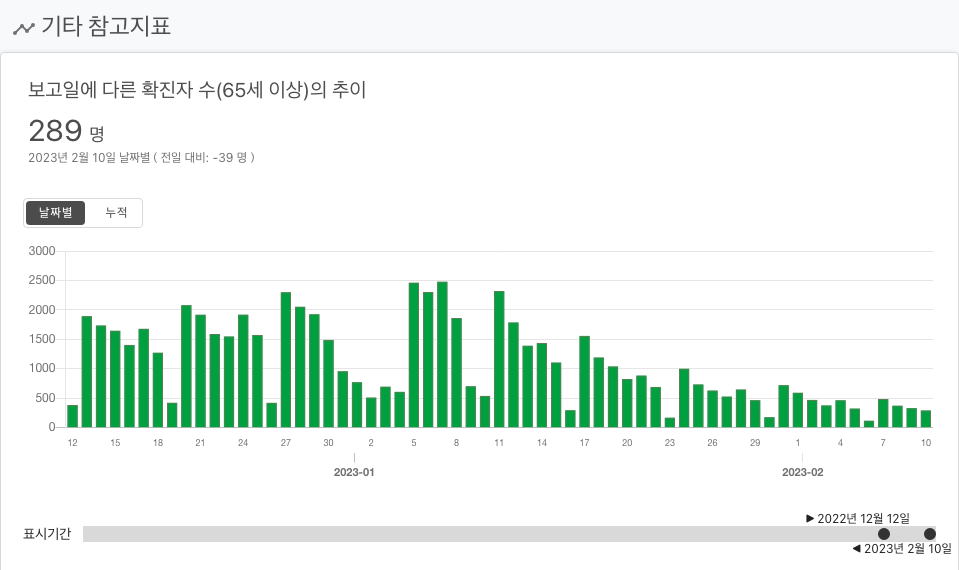 기타 참고지표
보고일에 다른 확진자 수(65세 이상)의 추이
289 명
2023년 2월 10일 날짜별 ( 전일 대비: -39 명 )
날짜별 누적
3000
2500
2000
1500
1000
500
0
12 15 18 21 24 27 30 2 5 8 11 14 17 20 23 26 29 1 4 7 10
2023-01 2023-02
▶ 2022년 12월 12일
표시기간
◀ 2023년 2월 10일